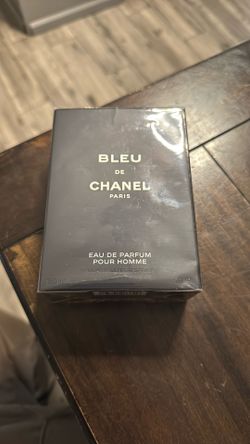 BLEU
DE
CHANEL
PARIS
EAU DE PARFUM
POUR HOMME